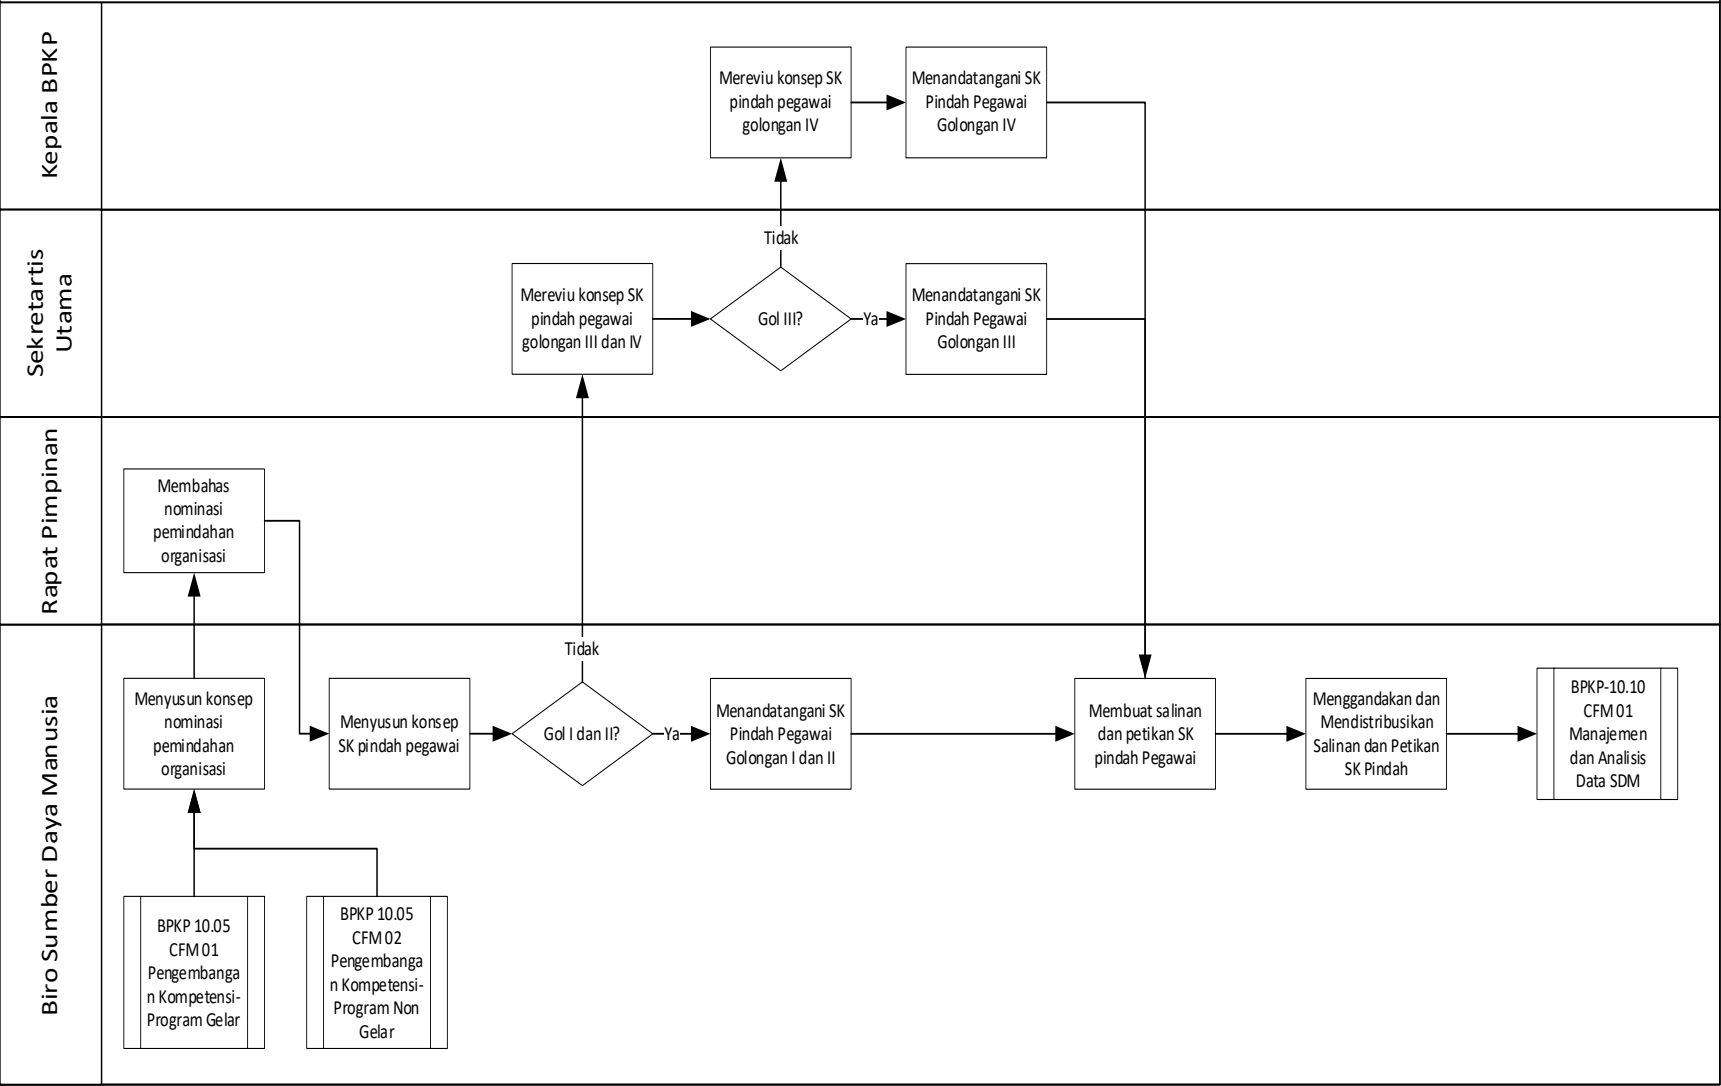 Kepala BPKP
Mereviu konsep SK
pindah pegawai
golongan IV
Menandatangani SK
Pindah Pegawai
Golongan IV
Sekretartis
Utama
Mereviu konsep SK
pindah pegawai
golongan III dan IV
Tidak
Gol III?
Ya
Menandatangani SK
Pindah Pegawai
Golongan III
Rapat Pimpinan
Membahas
nominasi
pemindahan
organisasi
Biro Sumber Daya Manusia
Menyusun konsep
nominasi
pemindahan
organisasi
Menyusun konsep
SK pindah pegawai
Tidak
Gol I dan II?
Ya
Menandatangani SK
Pindah Pegawai
Golongan I dan II
Membuat salinan
dan petikan SK
pindah Pegawai
Menggandakan dan
Mendistribusikan
Salinan dan Petikan
SK Pindah
BPKP-10.10
CFM 01
Manajemen
dan Analisis
Data SDM
BPKP 10.05
CFM 01
Pengembanga
n Kompetensi-
Program Gelar
BPKP 10.05
CFM 02
Pengembanga
n Kompetensi-
Program Non
Gelar